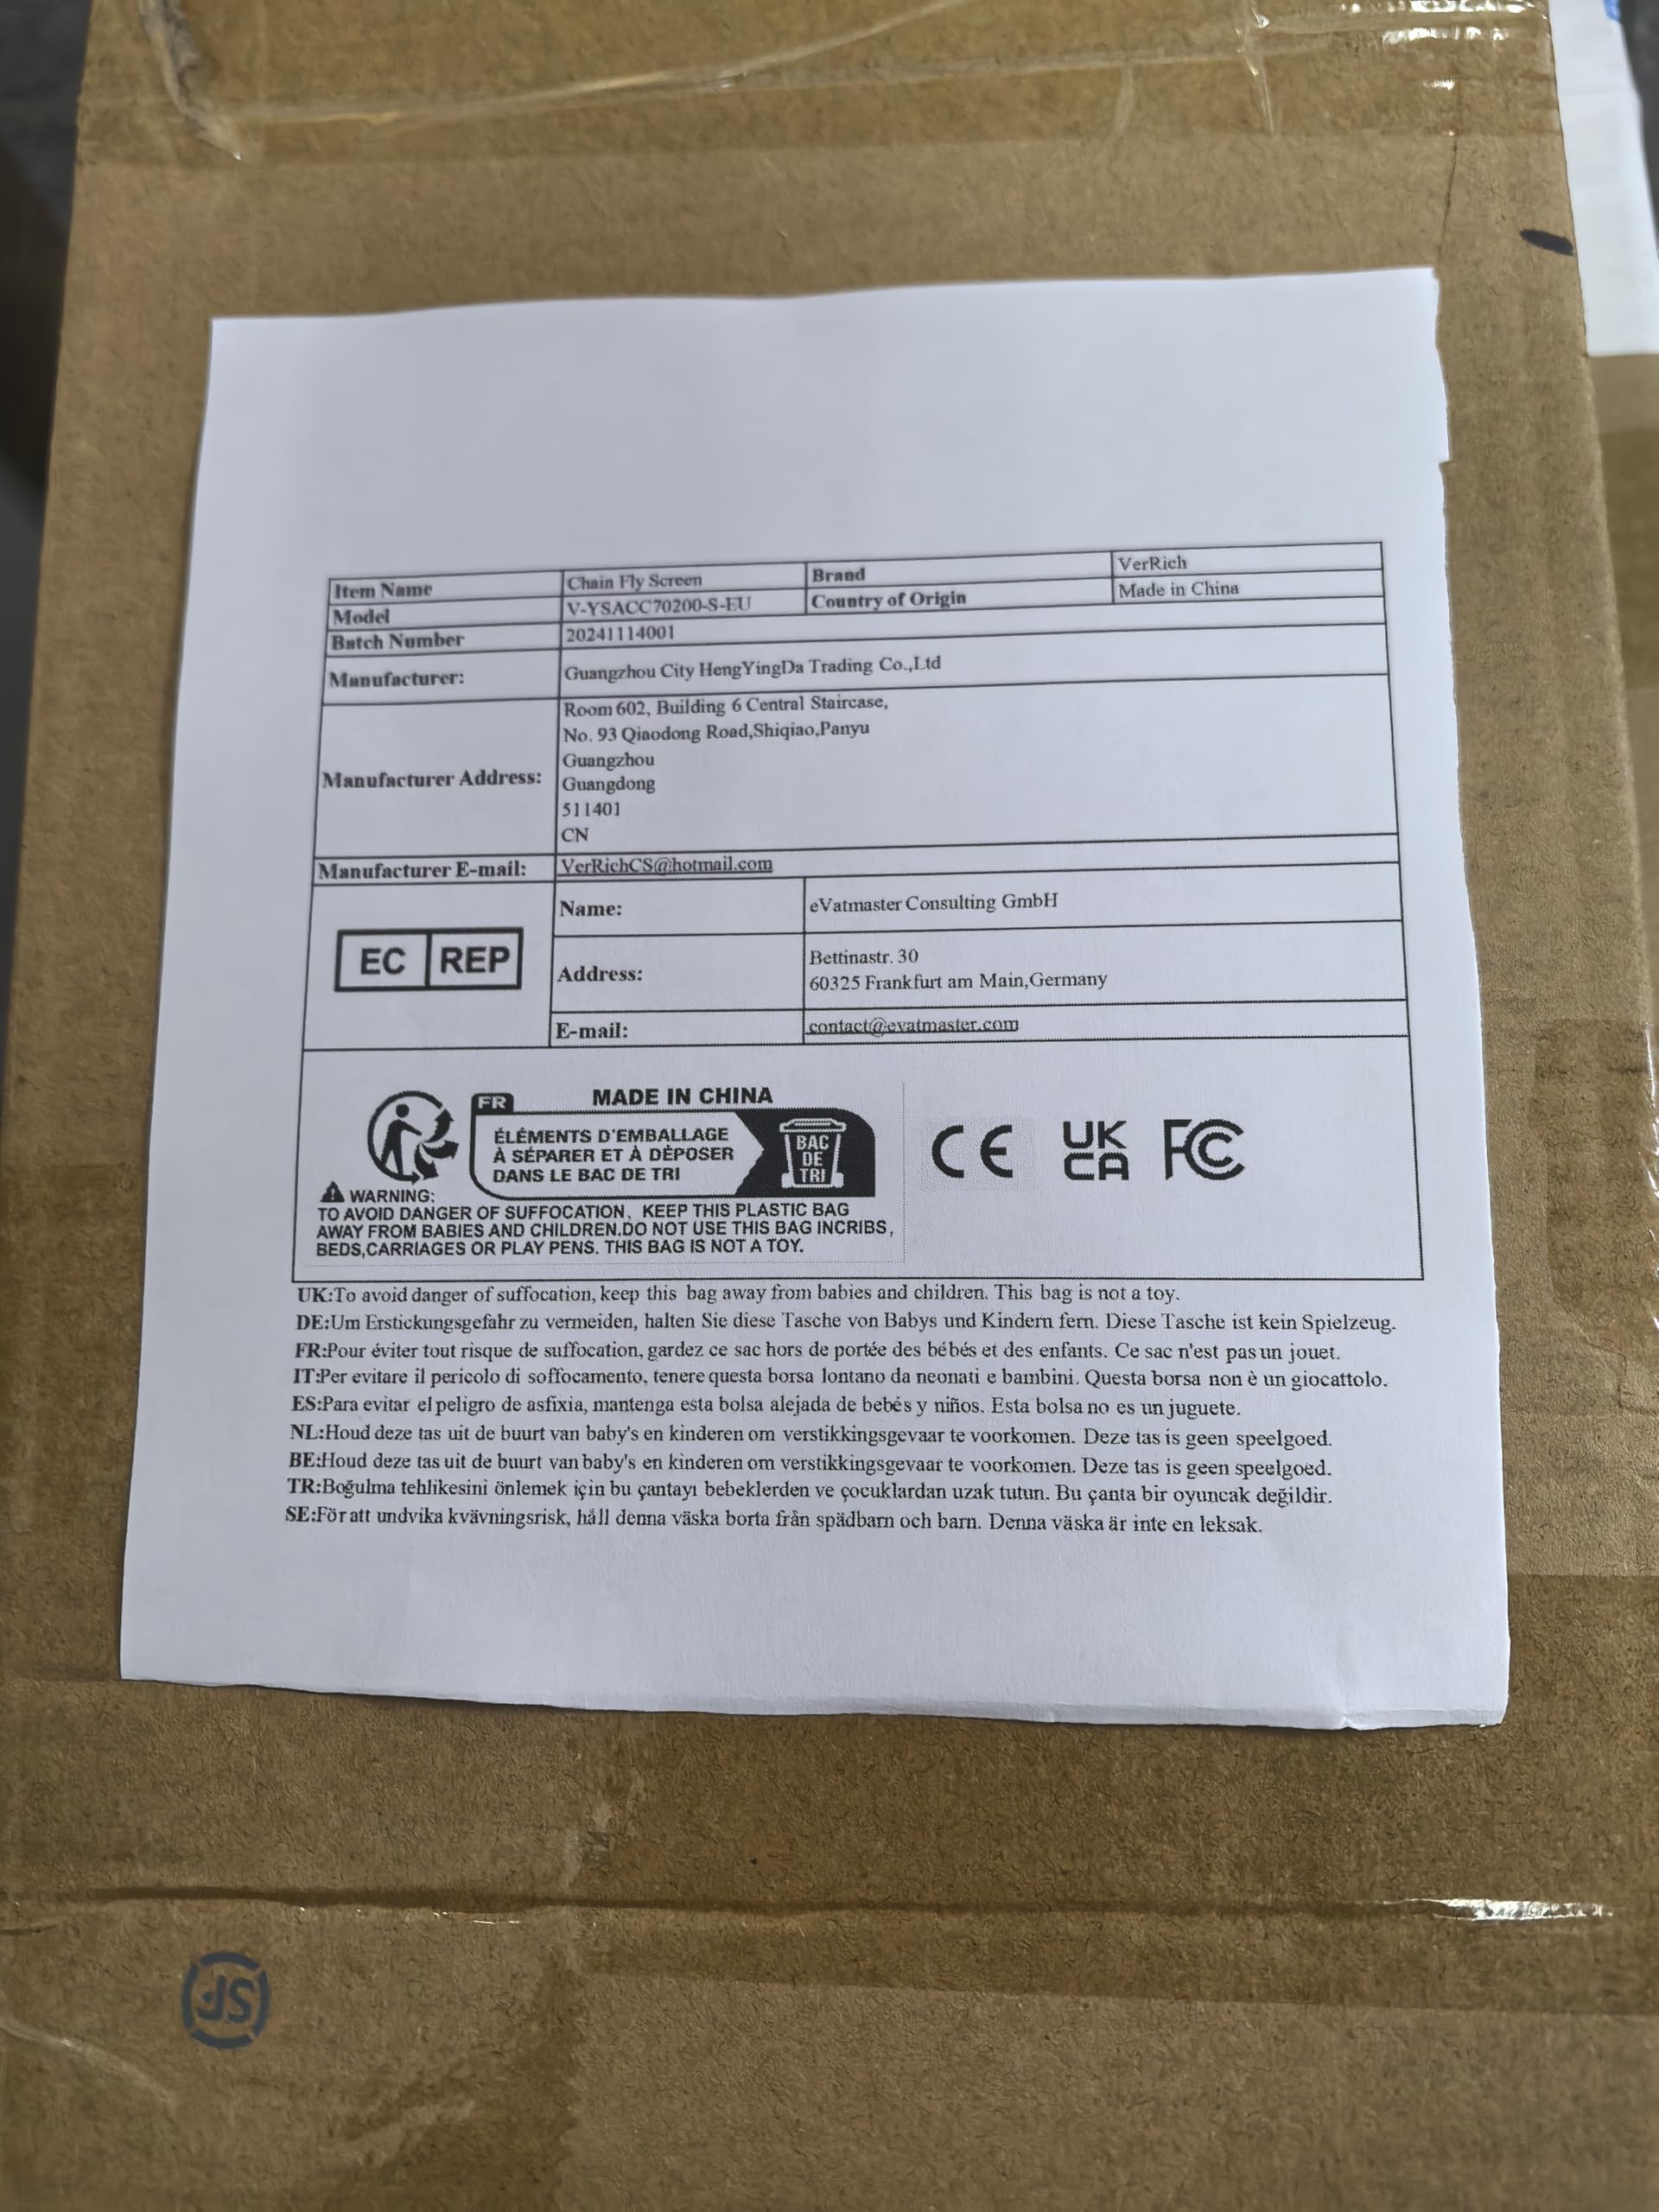 Item Name Chain Fly Screen Brand VerRich
Model V-YSACC70200-S-EU Country of Origin Made in China
Batch Number 20241114001
Manufacturer: Guangzhou City HengYingDa Trading Co.,Ltd
Manufacturer Address: Room 602, Building 6 Central Staircase,
No. 93 Qiaodong Road,Shiqiao,Panyu
Guangzhou
Guangdong
511401
CN
Manufacturer E-mail: VerRichCS@hotmail.com
EC REP
Name: eVatmaster Consulting GmbH
Address: Bettinastr. 30
60325 Frankfurt am Main,Germany
E-mail: contact@evatmaster.com
FR MADE IN CHINA
ÉLÉMENTS D'EMBALLAGE
À SÉPARER ET À DÉPOSER
DANS LE BAC DE TRI
BAC
DE
TRI
CE
UK
CA
FC
WARNING:
TO AVOID DANGER OF SUFFOCATION, KEEP THIS PLASTIC BAG
AWAY FROM BABIES AND CHILDREN.DO NOT USE THIS BAG INCRIBS,
BEDS,CARRIAGES OR PLAY PENS. THIS BAG IS NOT A TOY.
UK:To avoid danger of suffocation, keep this bag away from babies and children. This bag is not a toy.
DE:Um Erstickungsgefahr zu vermeiden, halten Sie diese Tasche von Babys und Kindern fern. Diese Tasche ist kein Spielzeug.
FR:Pour éviter tout risque de suffocation, gardez ce sac hors de portée des bébés et des enfants. Ce sac n'est pas un jouet.
IT:Per evitare il pericolo di soffocamento, tenere questa borsa lontano da neonati e bambini. Questa borsa non è un giocattolo.
ES:Para evitar el peligro de asfixia, mantenga esta bolsa alejada de bebés y niños. Esta bolsa no es un juguete.
NL:Houd deze tas uit de buurt van baby's en kinderen om verstikkingsgevaar te voorkomen. Deze tas is geen speelgoed.
BE:Houd deze tas uit de buurt van baby's en kinderen om verstikkingsgevaar te voorkomen. Deze tas is geen speelgoed.
TR:Boğulma tehlikesini önlemek için bu çantayı bebeklerden ve çocuklardan uzak tutun. Bu çanta bir oyuncak değildir.
SE:För att undvika kvävningsrisk, håll denna väska borta från spädbarn och barn. Denna väska är inte en leksak.
JS